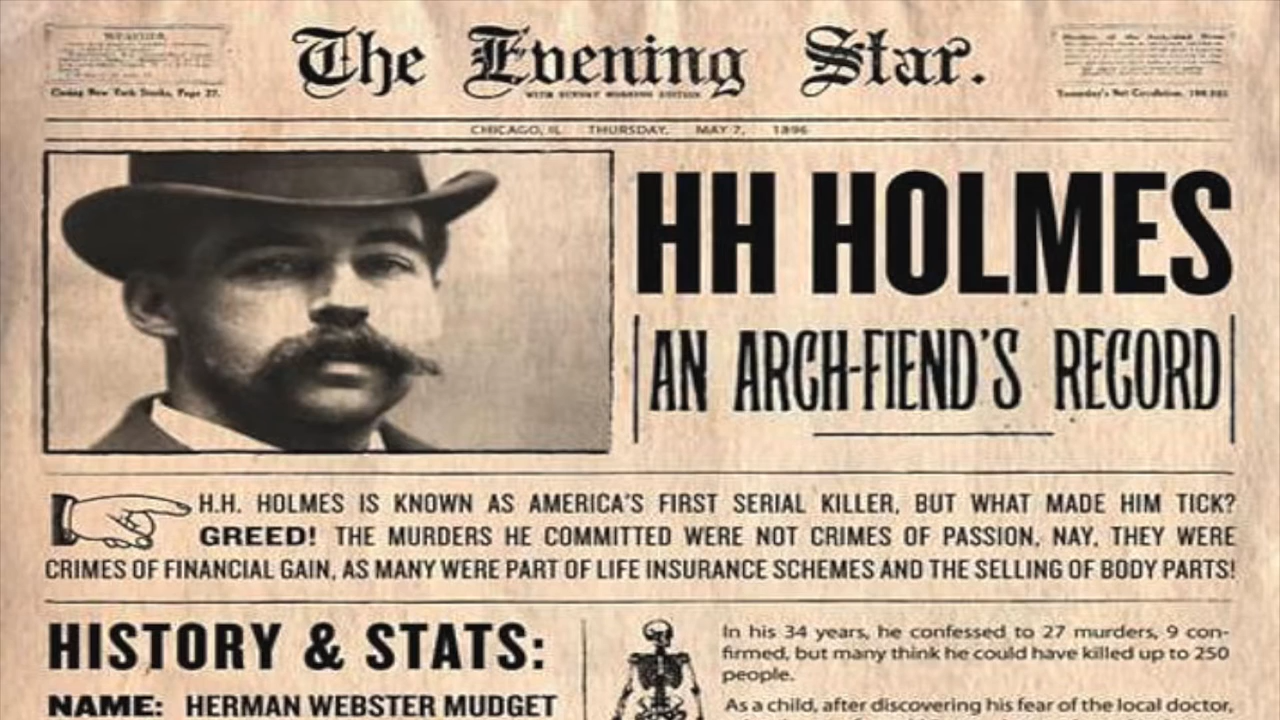 The Evening Star.
WITH SUNDAY MORNING EDITION
Closing New York Stocks, Page 27.
Yesterday's Net Circulation,
CHICAGO, IL THURSDAY, MAY 7, 1896
HH HOLMES
AN ARCH-FIEND'S RECORD
H.H. HOLMES IS KNOWN AS AMERICA'S FIRST SERIAL KILLER, BUT WHAT MADE HIM TICK?
GREED! THE MURDERS HE COMMITTED WERE NOT CRIMES OF PASSION, NAY, THEY WERE
CRIMES OF FINANCIAL GAIN, AS MANY WERE PART OF LIFE INSURANCE SCHEMES AND THE SELLING OF BODY PARTS!
HISTORY & STATS:
NAME: HERMAN WEBSTER MUDGET
In his 34 years, he confessed to 27 murders, 9 con-
firmed, but many think he could have killed up to 250
people.
As a child, after discovering his fear of the local doctor,